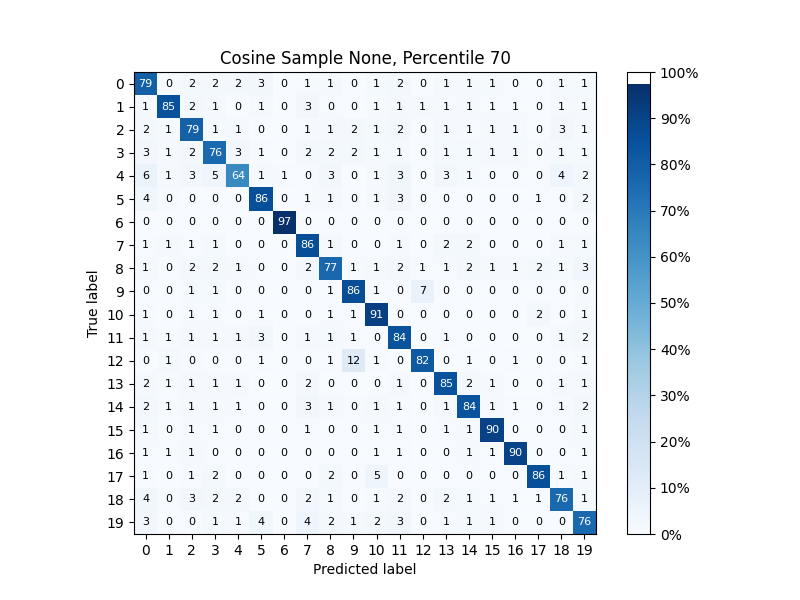 Cosine Sample None, Percentile 70
0 79 0 2 2 2 3 0 1 1 0 1 2 0 1 1 1 0 0 1 1
1 1 85 2 1 0 1 0 3 0 0 1 1 1 1 1 1 1 0 1 1
2 2 1 79 1 1 0 0 1 1 2 1 2 0 1 1 1 1 0 3 1
3 3 1 2 76 3 1 0 2 2 2 1 1 0 1 1 1 1 0 1 1
4 6 1 3 5 64 1 1 0 3 0 1 3 0 3 1 0 0 0 4 2
5 4 0 0 0 0 86 0 1 1 0 1 3 0 0 0 0 0 1 0 2
6 0 0 0 0 0 0 97 0 0 0 0 0 0 0 0 0 0 0 0 0
7 1 1 1 1 0 0 0 86 1 0 0 1 0 2 2 0 0 0 1 1
8 1 0 2 2 1 0 0 2 77 1 1 2 1 1 2 1 1 2 1 3
9 0 0 1 1 0 0 0 0 1 86 1 0 7 0 0 0 0 0 0 0
10 1 0 1 1 0 1 0 0 1 1 91 0 0 0 0 0 0 2 0 1
11 1 1 1 1 1 3 0 1 1 1 0 84 0 1 0 0 0 0 1 2
12 0 1 0 0 0 1 0 0 1 12 1 0 82 0 1 0 1 0 0 1
13 2 1 1 1 1 0 0 2 0 0 0 1 0 85 2 1 0 0 1 1
14 2 1 1 1 1 0 0 3 1 0 1 1 0 1 84 1 1 0 1 2
15 1 0 1 1 0 0 0 1 0 0 1 1 0 1 1 90 0 0 0 1
16 1 1 1 0 0 0 0 0 0 0 1 1 0 0 1 1 90 0 0 1
17 1 0 1 2 0 0 0 0 2 0 5 0 0 0 0 0 0 86 1 1
18 4 0 3 2 2 0 0 2 1 0 1 2 0 2 1 1 1 1 76 1
19 3 0 0 1 1 4 0 4 2 1 2 3 0 1 1 1 0 0 0 76
0 1 2 3 4 5 6 7 8 9 10 11 12 13 14 15 16 17 18 19
Predicted label
True label
100%
90%
80%
70%
60%
50%
40%
30%
20%
10%
0%